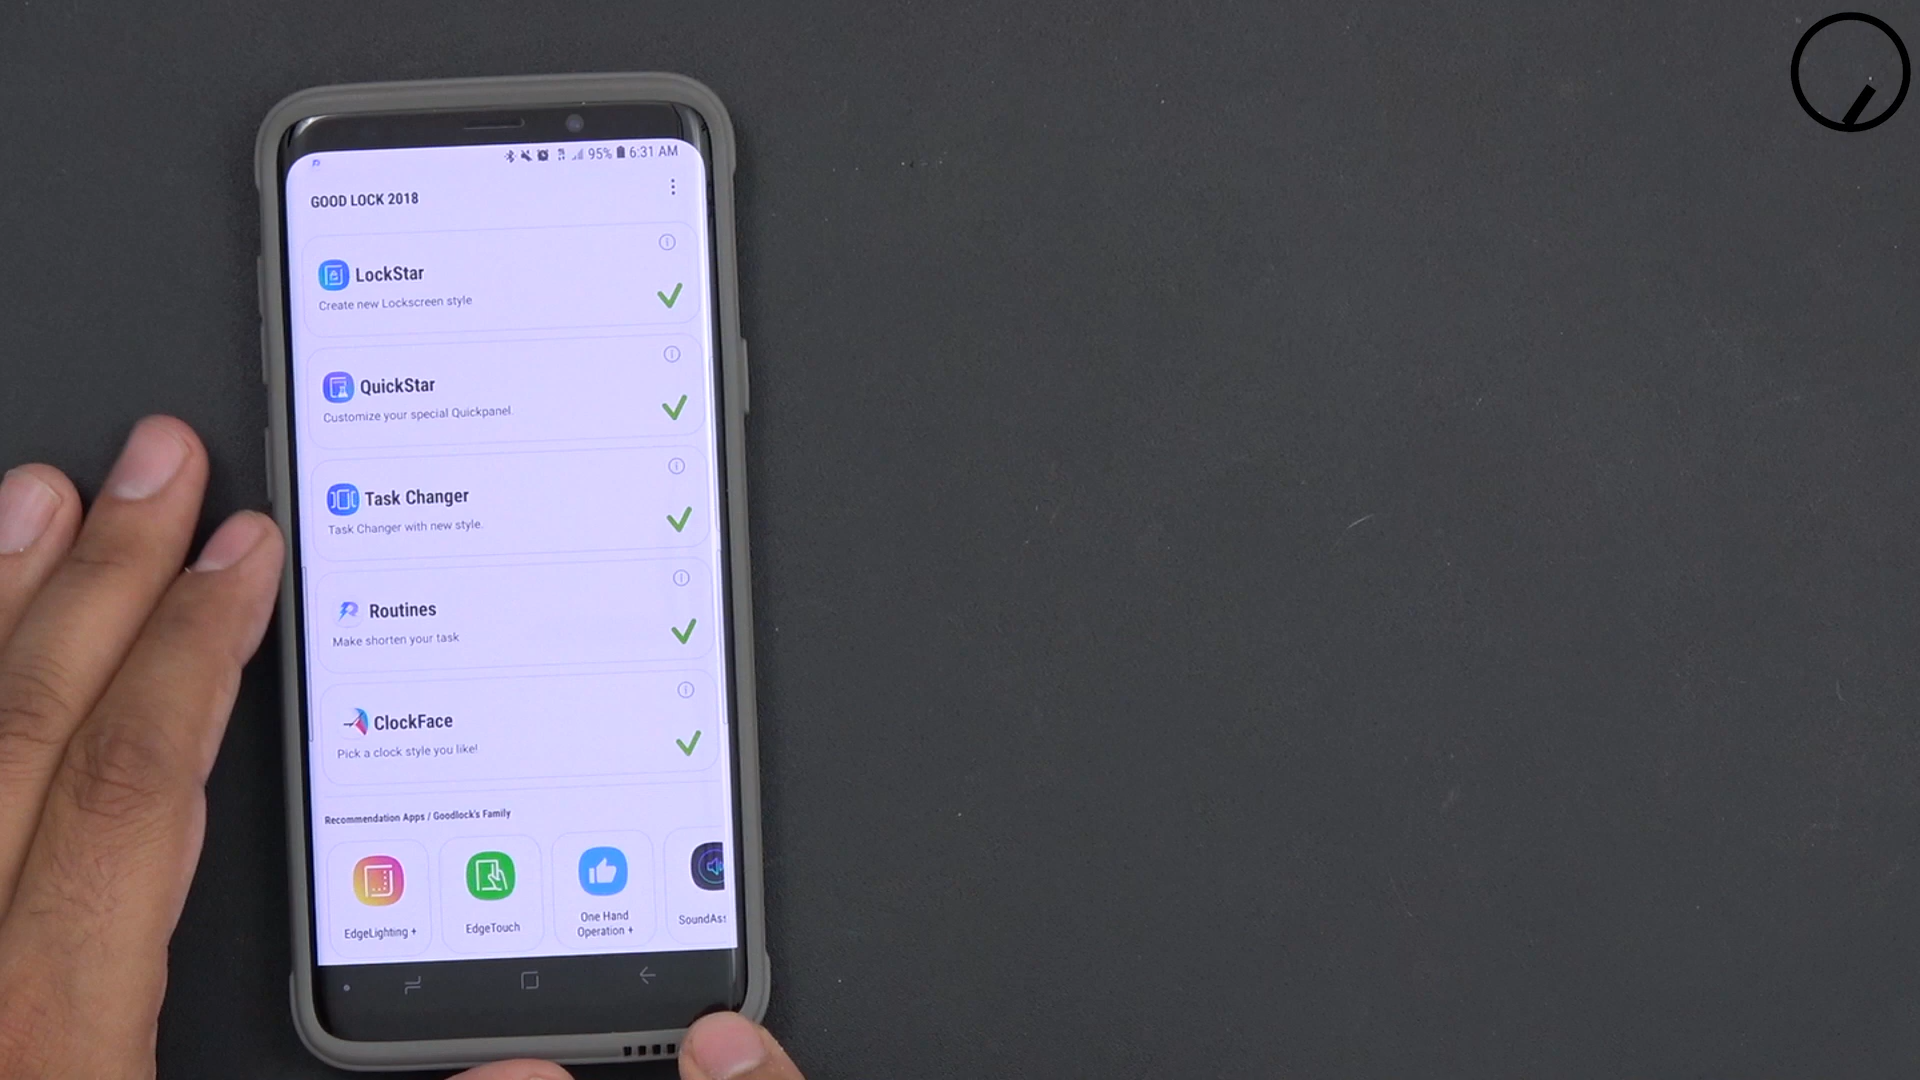 95% 6:31 AM
GOOD LOCK 2018
LockStar
Create new Lockscreen style
QuickStar
Customize your special Quickpanel.
Task Changer
Task Changer with new style.
Routines
Make shorten your task
ClockFace
Pick a clock style you like!
Recommendation Apps / Goodlock's Family
EdgeLighting +
EdgeTouch
One Hand
Operation +
SoundAss